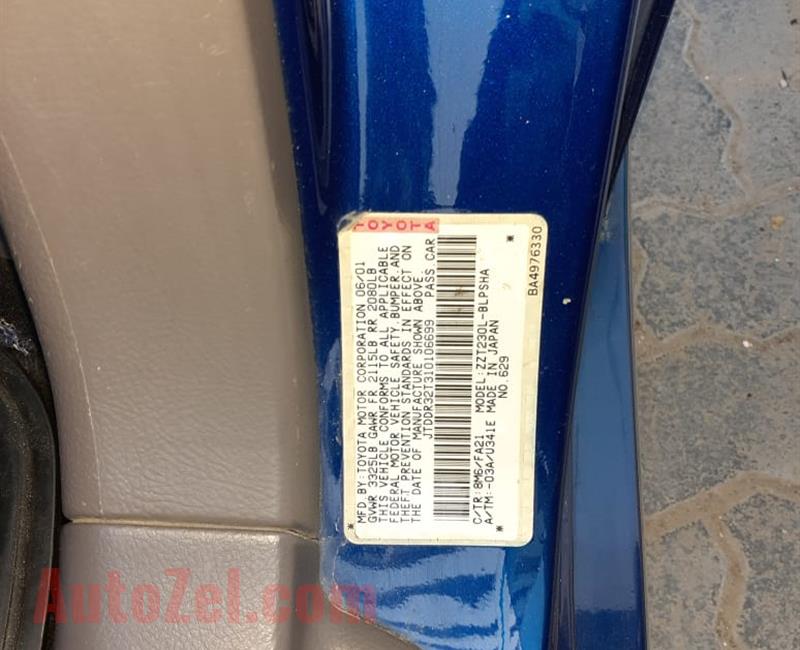 TOYOTA
MFD. BY:TOYOTA MOTOR CORPORATION 06/01
GVWR 3325LB GAWR FR 2115LB RR 2080LB
THIS VEHICLE CONFORMS TO ALL APPLICABLE
FEDERAL MOTOR VEHICLE SAFETY, BUMPER, AND
THEFT PREVENTION STANDARDS IN EFFECT ON
THE DATE OF MANUFACTURE SHOWN ABOVE.
JTDDR32T310106699 PASS CAR
C/TR: 8M6/FA21 MODEL: ZZT230L-BLPSHA
A/TM: -03A/U341E MADE IN JAPAN
NO.629
BA4976330
AutoZel.com